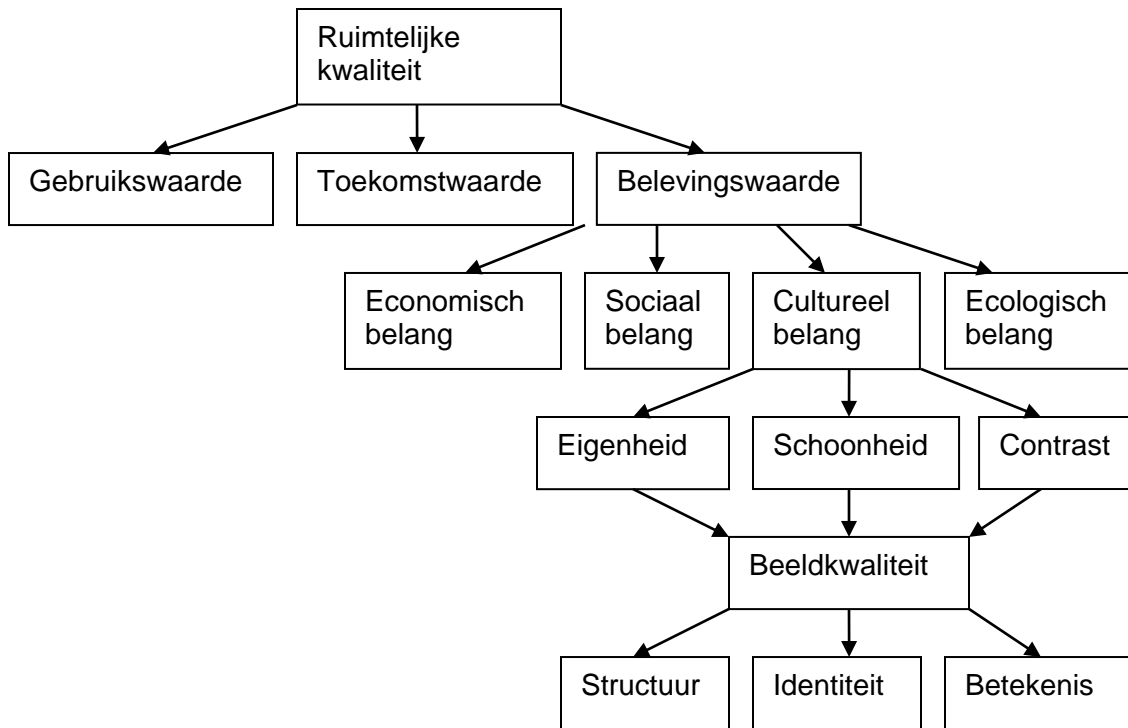 Ruimtelijke
kwaliteit
Gebruikswaarde
Toekomstwaarde
Belevingswaarde
Economisch
belang
Sociaal
belang
Cultureel
belang
Ecologisch
belang
Eigenheid
Schoonheid
Contrast
Beeldkwaliteit
Structuur
Identiteit
Betekenis